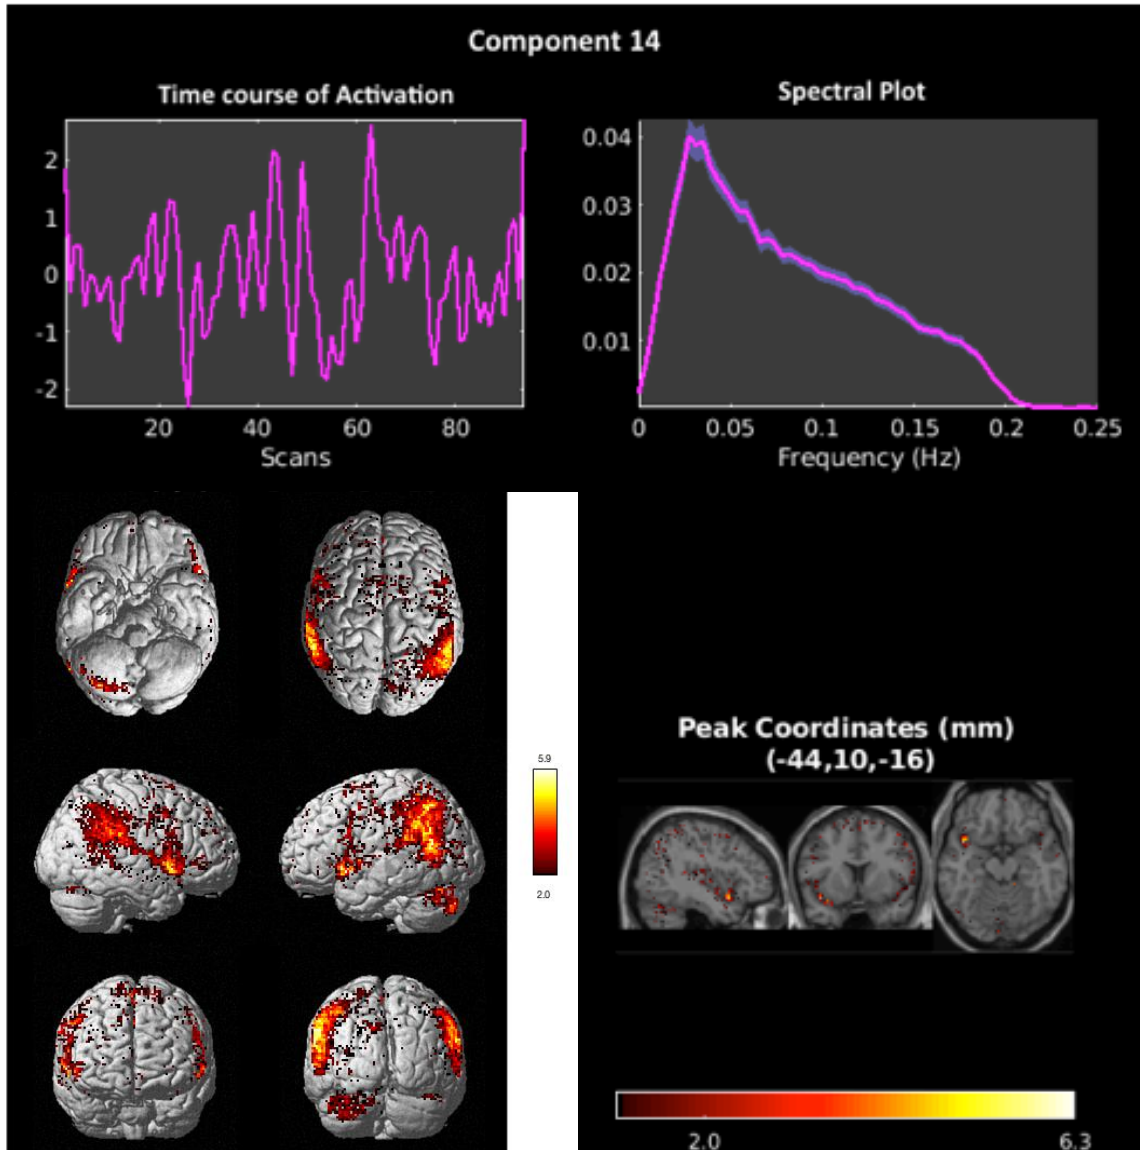 Component 14
Time course of Activation
Spectral Plot
2
1
0
-1
-2
20 40 60 80
Scans
0.04
0.03
0.02
0.01
0 0.05 0.1 0.15 0.2 0.25
Frequency (Hz)
5.9
2.0
Peak Coordinates (mm)
(-44,10,-16)
2.0 6.3